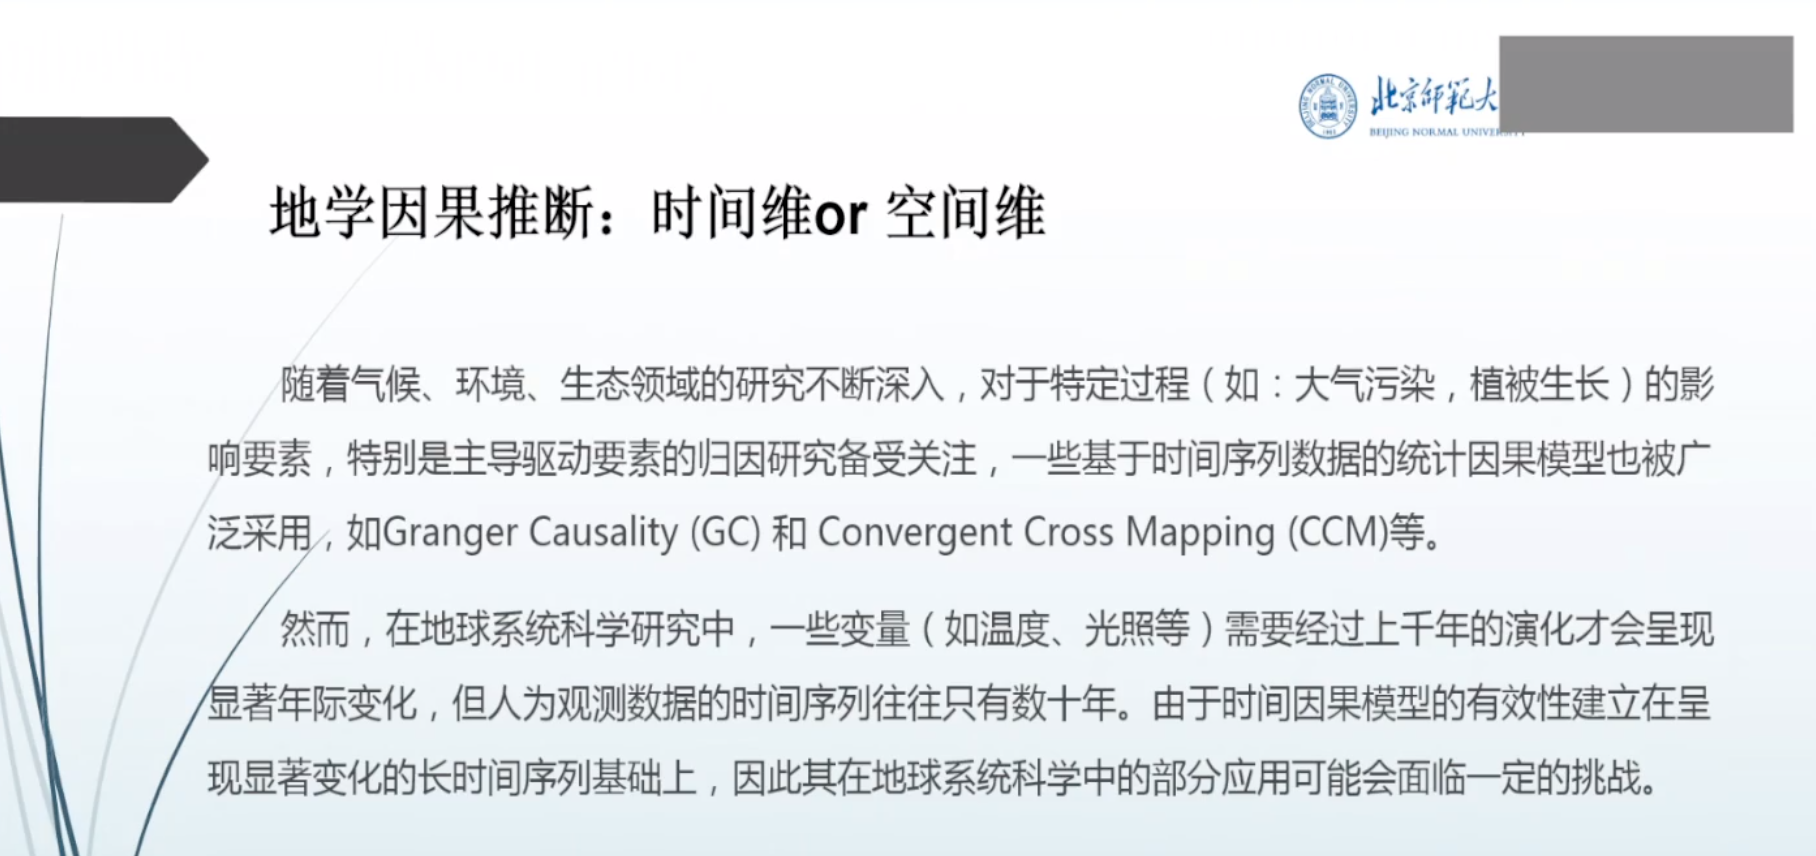 北京师范大
BEIJING NORMAL UNIVERSITY
地学因果推断：时间维or 空间维
随着气候、环境、生态领域的研究不断深入，对于特定过程（如：大气污染，植被生长）的影
响要素，特别是主导驱动要素的归因研究备受关注，一些基于时间序列数据的统计因果模型也被广
泛采用，如Granger Causality (GC) 和 Convergent Cross Mapping (CCM)等。
然而，在地球系统科学研究中，一些变量（如温度、光照等）需要经过上千年的演化才会呈现
显著年际变化，但人为观测数据的时间序列往往只有数十年。由于时间因果模型的有效性建立在呈
现显著变化的长时间序列基础上，因此其在地球系统科学中的部分应用可能会面临一定的挑战。